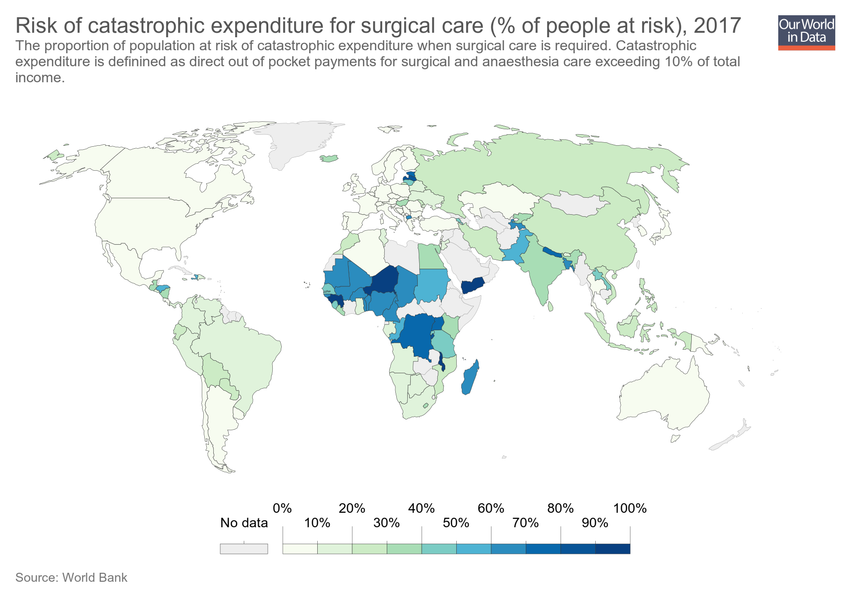 Risk of catastrophic expenditure for surgical care (% of people at risk), 2017
Our World
in Data
The proportion of population at risk of catastrophic expenditure when surgical care is required. Catastrophic
expenditure is definined as direct out of pocket payments for surgical and anaesthesia care exceeding 10% of total
income.
0% 20% 40% 60% 80% 100%
No data 10% 30% 50% 70% 90%
Source: World Bank